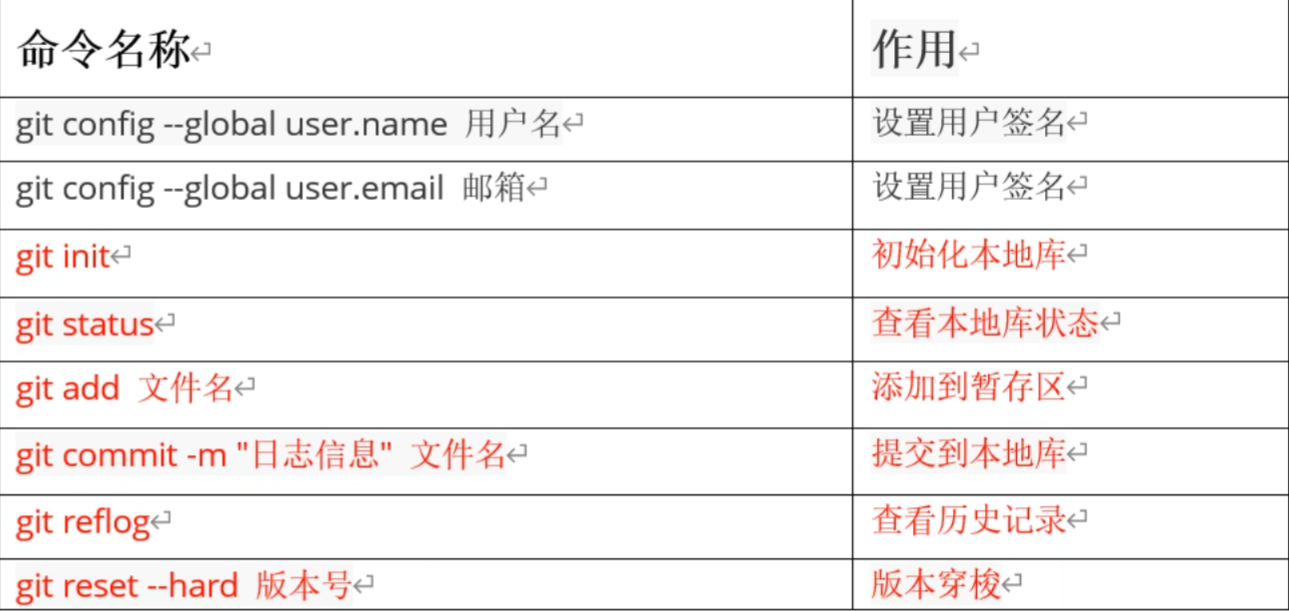 命令名称↵ 作用↵
git config --global user.name 用户名↵ 设置用户签名↵
git config --global user.email 邮箱↵ 设置用户签名↵
git init↵ 初始化本地库↵
git status↵ 查看本地库状态↵
git add 文件名↵ 添加到暂存区↵
git commit -m "日志信息" 文件名↵ 提交到本地库↵
git reflog↵ 查看历史记录↵
git reset --hard 版本号↵ 版本穿梭↵